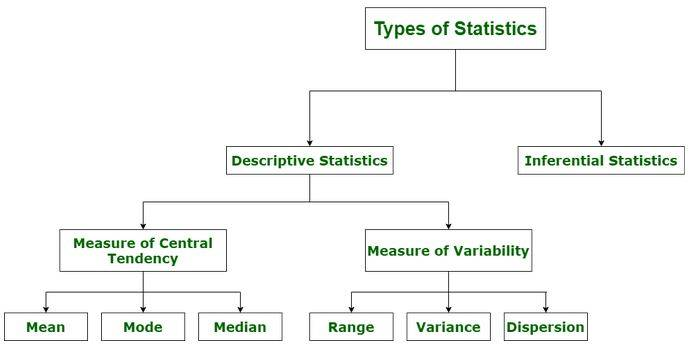 Types of Statistics
Descriptive Statistics
Inferential Statistics
Measure of Central
Tendency
Measure of Variability
Mean
Mode
Median
Range
Variance
Dispersion